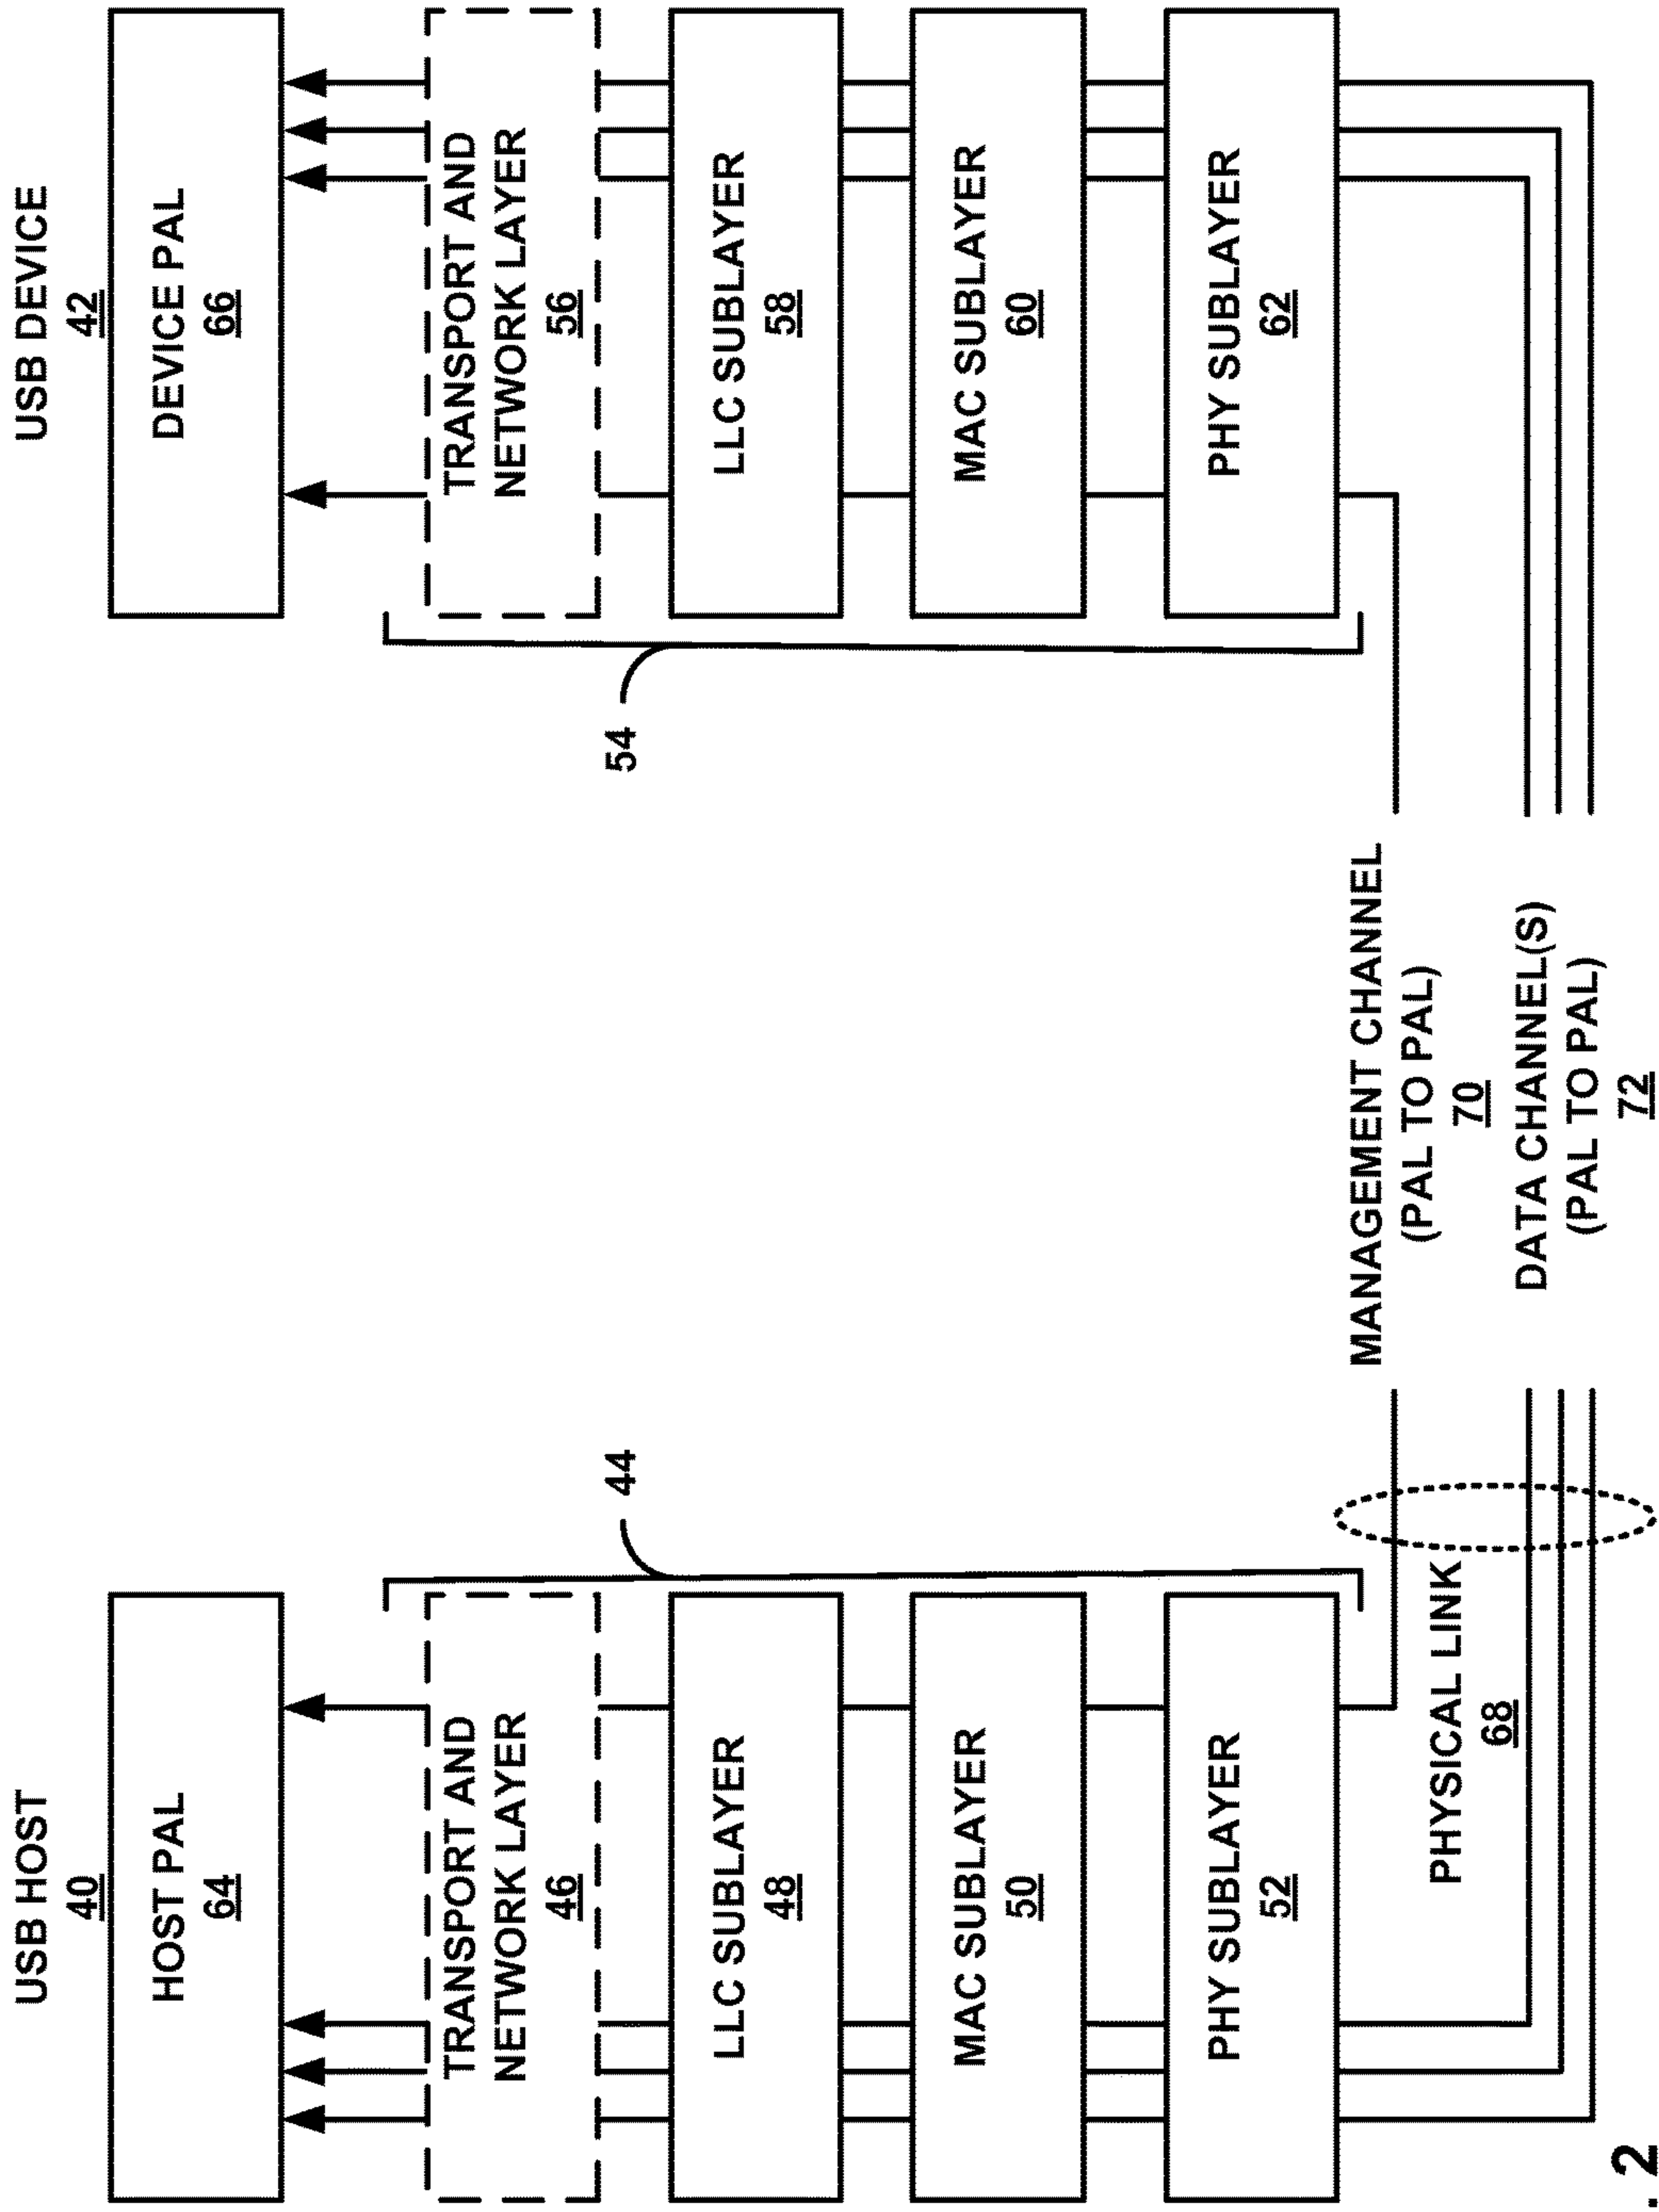 USB HOST
40
HOST PAL
64
TRANSPORT AND
NETWORK LAYER
46
LLC SUBLAYER
48
MAC SUBLAYER
50
PHY SUBLAYER
52
44
PHYSICAL LINK
68
MANAGEMENT CHANNEL
(PAL TO PAL)
70
DATA CHANNEL(S)
(PAL TO PAL)
72
USB DEVICE
42
DEVICE PAL
66
TRANSPORT AND
NETWORK LAYER
56
LLC SUBLAYER
58
MAC SUBLAYER
60
PHY SUBLAYER
62
54
. 2